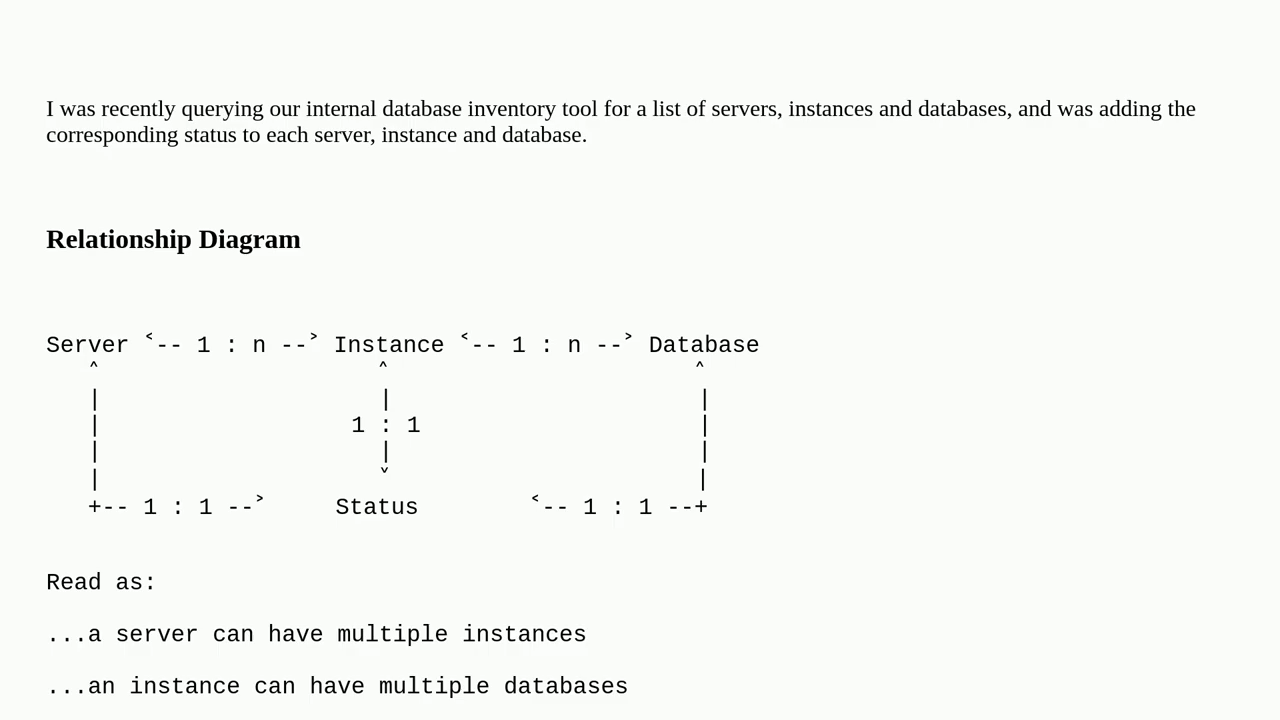 I was recently querying our internal database inventory tool for a list of servers, instances and databases, and was adding the
corresponding status to each server, instance and database.
Relationship Diagram
Server ˂-- 1 : n --˃ Instance ˂-- 1 : n --˃ Database
   ˄                    ˄                      ˄
   |                    |                      |
   |                  1 : 1                    |
   |                    |                      |
   |                    ˅                      |
   +-- 1 : 1 --˃     Status        ˂-- 1 : 1 --+
Read as:
...a server can have multiple instances
...an instance can have multiple databases